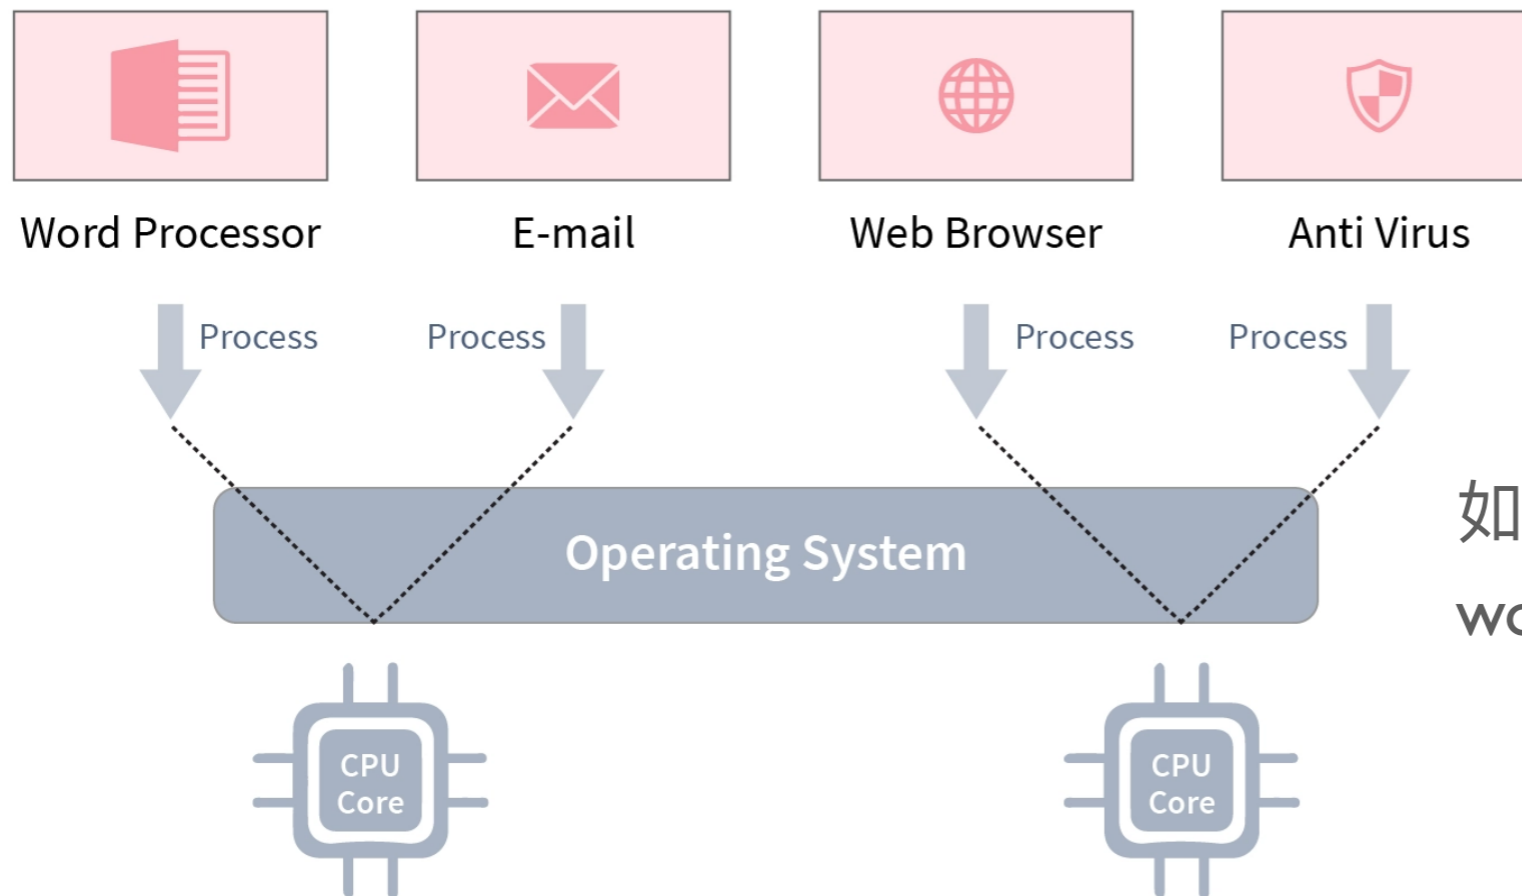 Word Processor
E-mail
Web Browser
Anti Virus
Process
Process
Process
Process
Operating System
如
CPU
Core
CPU
Core